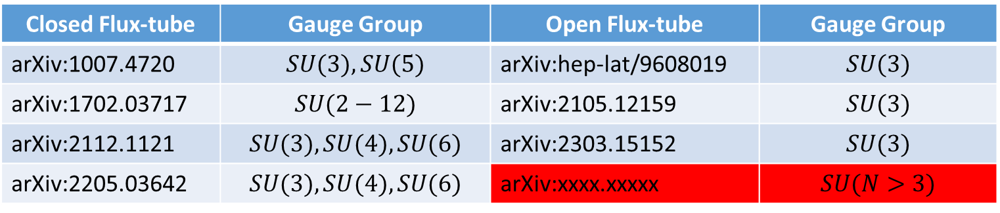 Closed Flux-tube Gauge Group Open Flux-tube Gauge Group
arXiv:1007.4720 SU(3), SU(5) arXiv:hep-lat/9608019 SU(3)
arXiv:1702.03717 SU(2 − 12) arXiv:2105.12159 SU(3)
arXiv:2112.1121 SU(3), SU(4), SU(6) arXiv:2303.15152 SU(3)
arXiv:2205.03642 SU(3), SU(4), SU(6) arXiv:xxxx.xxxxx SU(N > 3)